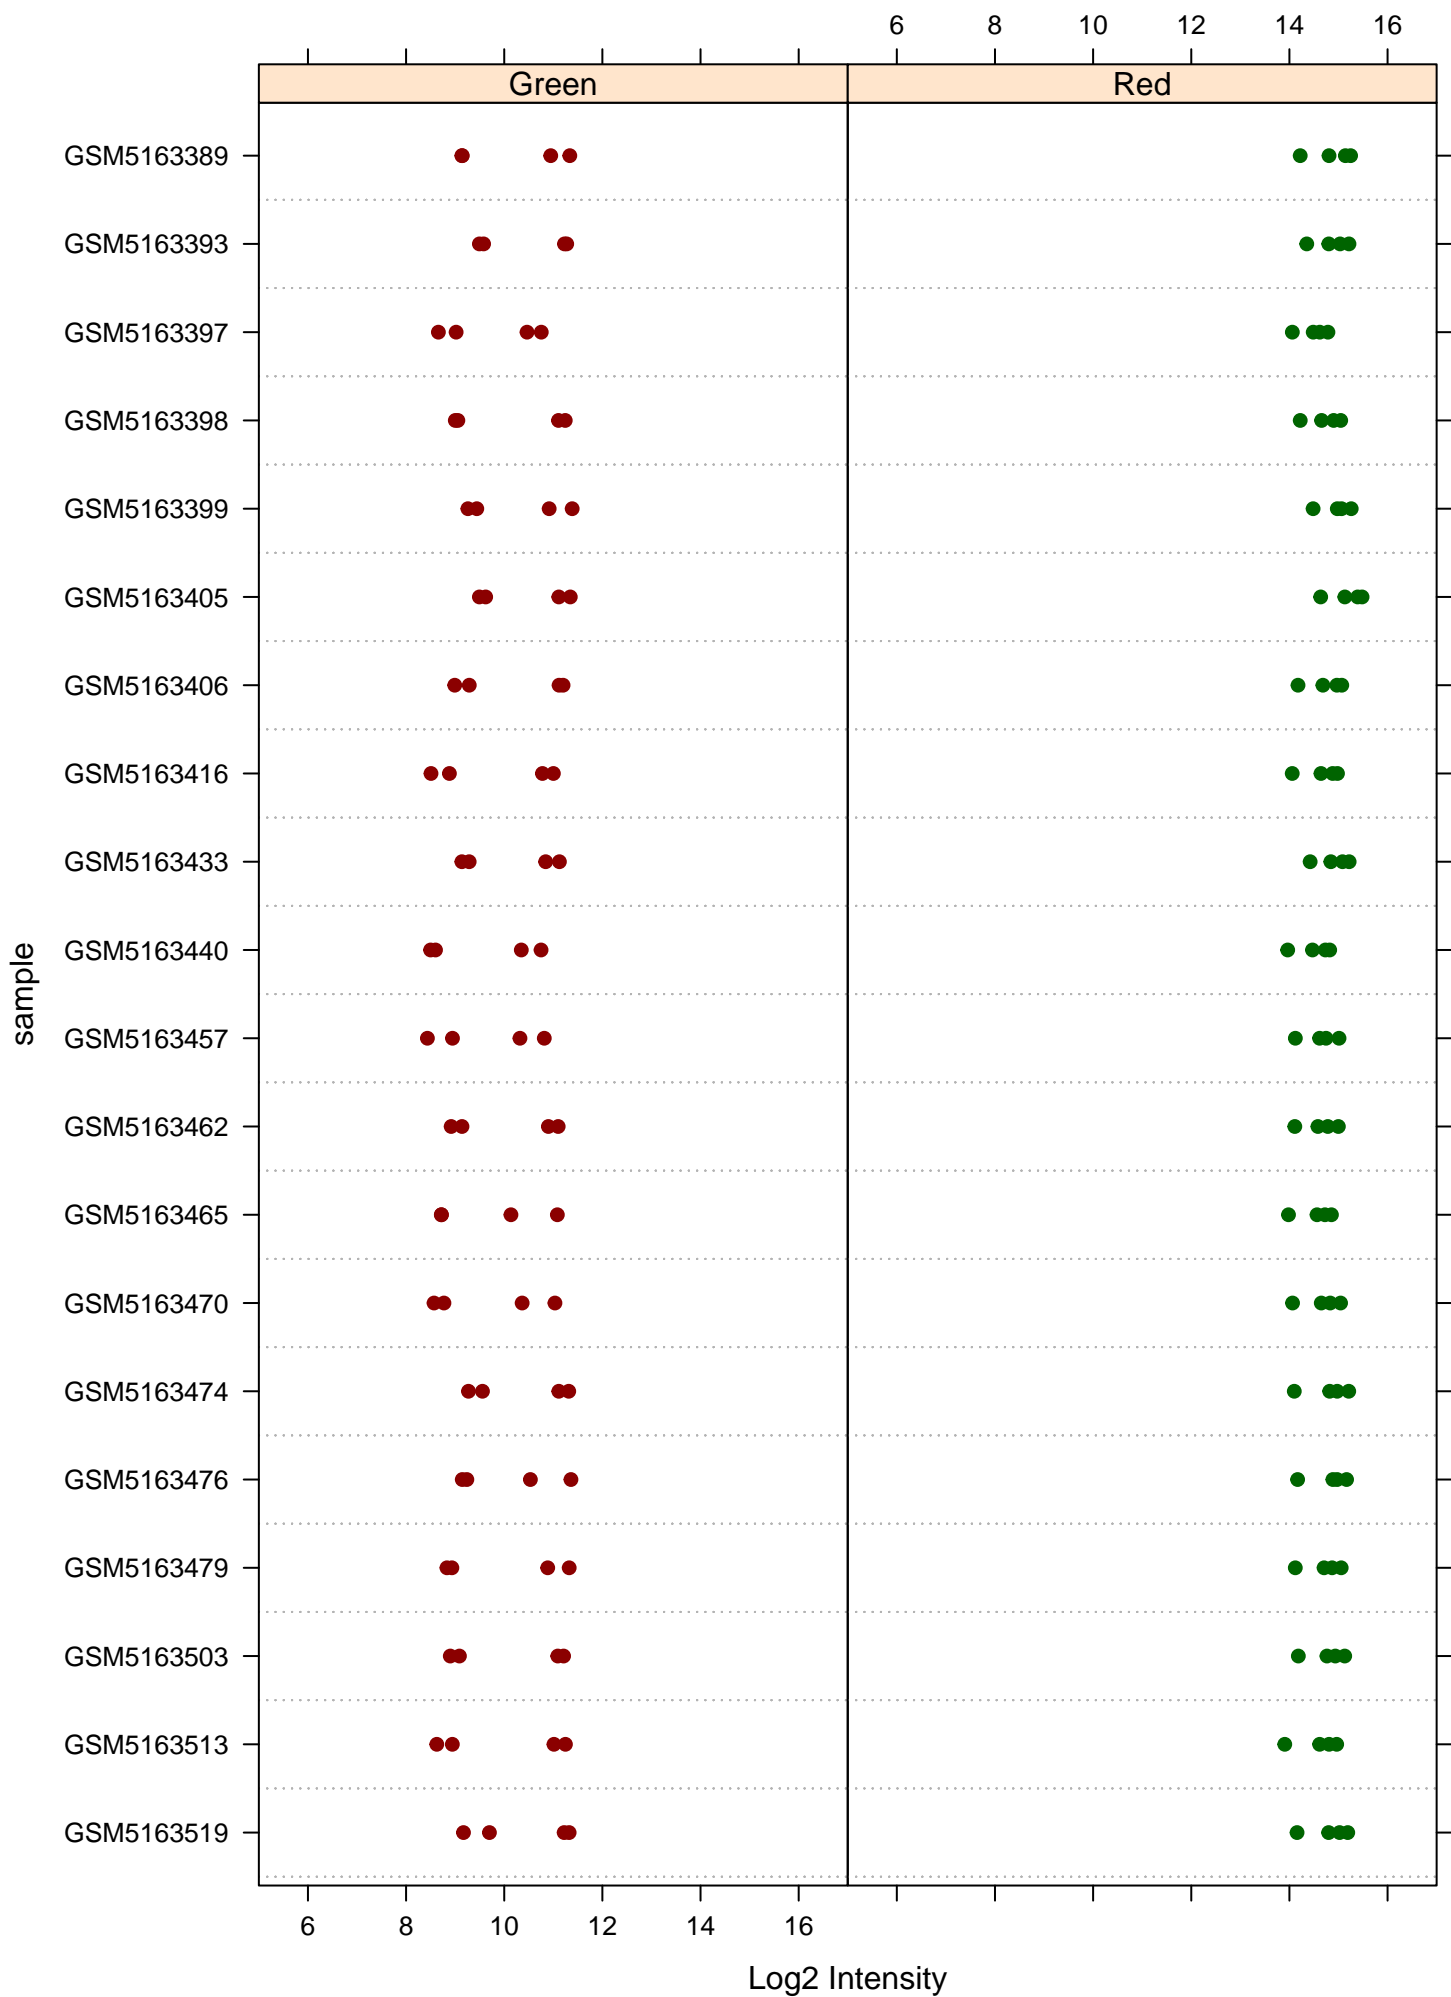 6 8 10 12 14 16
Green Red
GSM5163389
GSM5163393
GSM5163397
GSM5163398
GSM5163399
GSM5163405
GSM5163406
GSM5163416
GSM5163433
GSM5163440
GSM5163457
GSM5163462
GSM5163465
GSM5163470
GSM5163474
GSM5163476
GSM5163479
GSM5163503
GSM5163513
GSM5163519
sample
6 8 10 12 14 16
Log2 Intensity